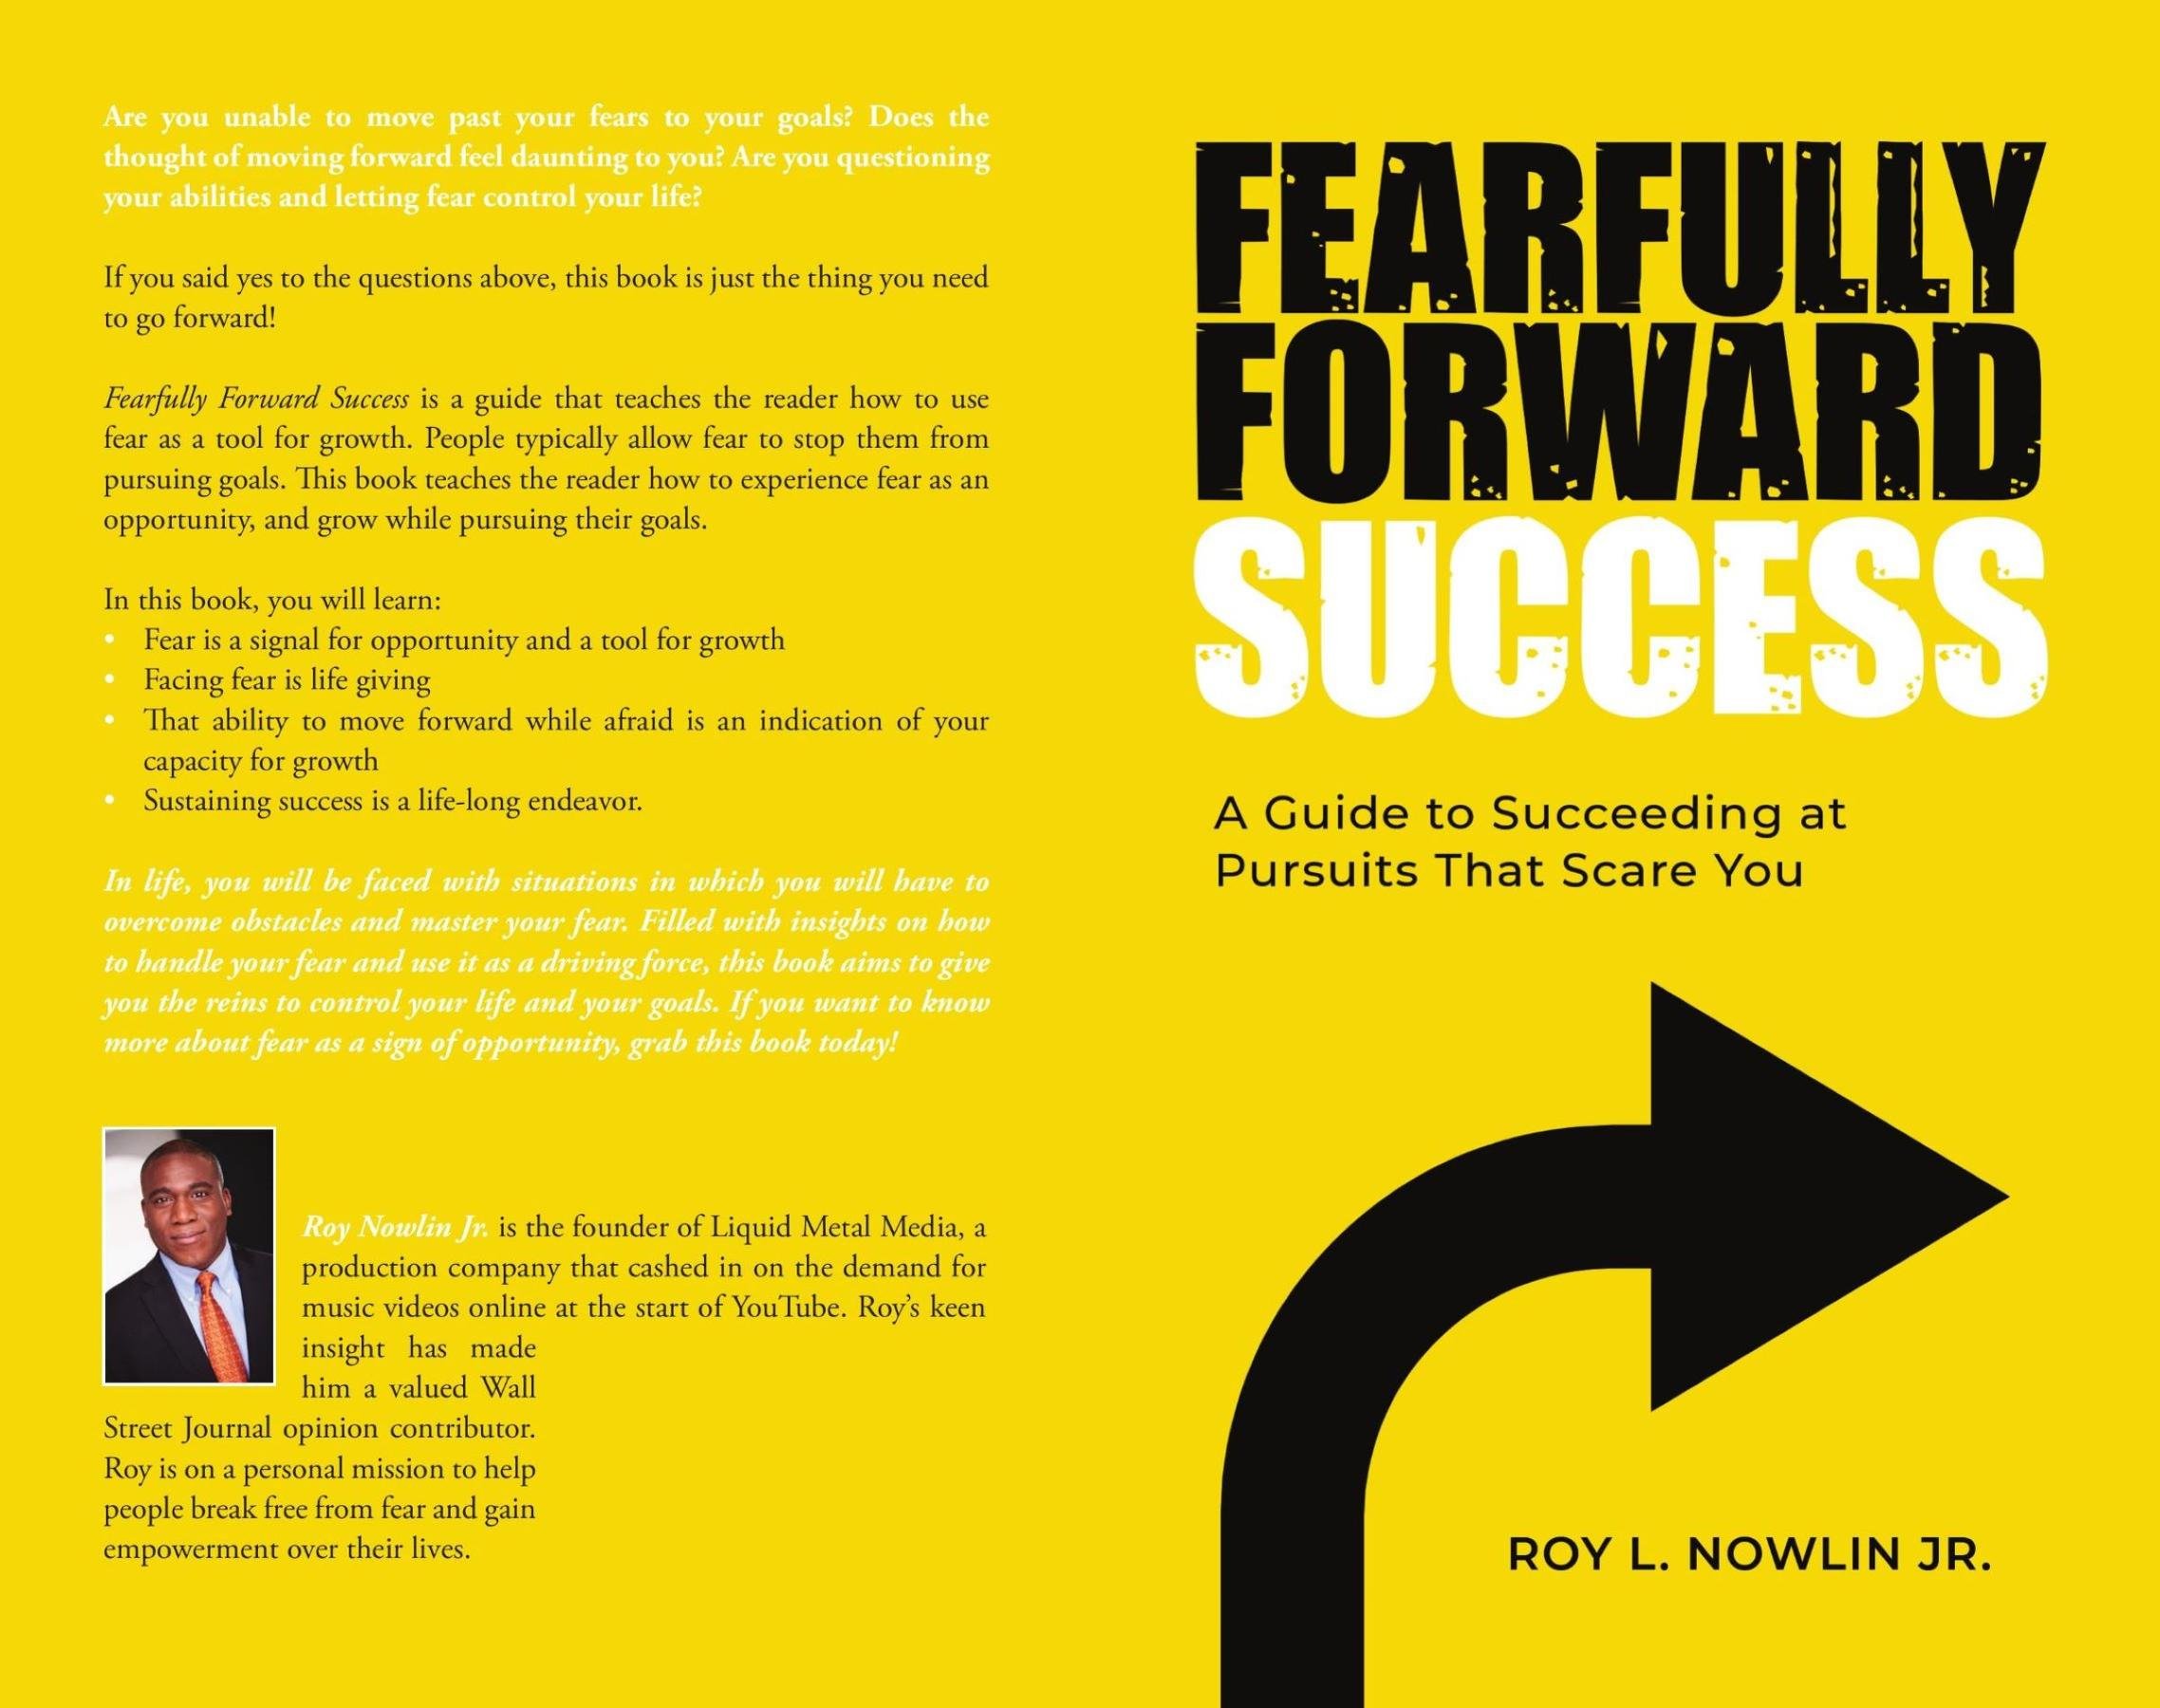 Are you unable to move past your fears to your goals? Does the
thought of moving forward feel daunting to you? Are you questioning
your abilities and letting fear control your life?
If you said yes to the questions above, this book is just the thing you need
to go forward!
Fearfully Forward Success is a guide that teaches the reader how to use
fear as a tool for growth. People typically allow fear to stop them from
pursuing goals. This book teaches the reader how to experience fear as an
opportunity, and grow while pursuing their goals.
In this book, you will learn:
• Fear is a signal for opportunity and a tool for growth
• Facing fear is life giving
• That ability to move forward while afraid is an indication of your
capacity for growth
• Sustaining success is a life-long endeavor.
In life, you will be faced with situations in which you will have to
overcome obstacles and master your fear. Filled with insights on how
to handle your fear and use it as a driving force, this book aims to give
you the reins to control your life and your goals. If you want to know
more about fear as a sign of opportunity, grab this book today!
Roy Nowlin Jr. is the founder of Liquid Metal Media, a
production company that cashed in on the demand for
music videos online at the start of YouTube. Roy’s keen
insight has made
him a valued Wall
Street Journal opinion contributor.
Roy is on a personal mission to help
people break free from fear and gain
empowerment over their lives.
FEARFULLY
FORWARD
SUCCESS
A Guide to Succeeding at
Pursuits That Scare You
ROY L. NOWLIN JR.